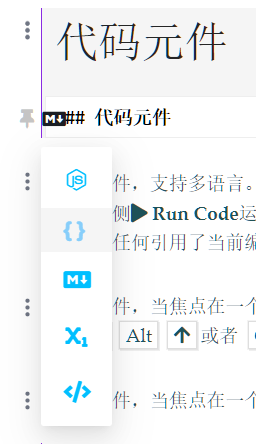 代码元件
M↓## 代码元件
JS
件，支持多语言。
{}
侧▶Run Code运
任何引用了当前编
M↓
件，当焦点在一个
X₁ Alt ↑ 或者
</>
件，当焦点在一个